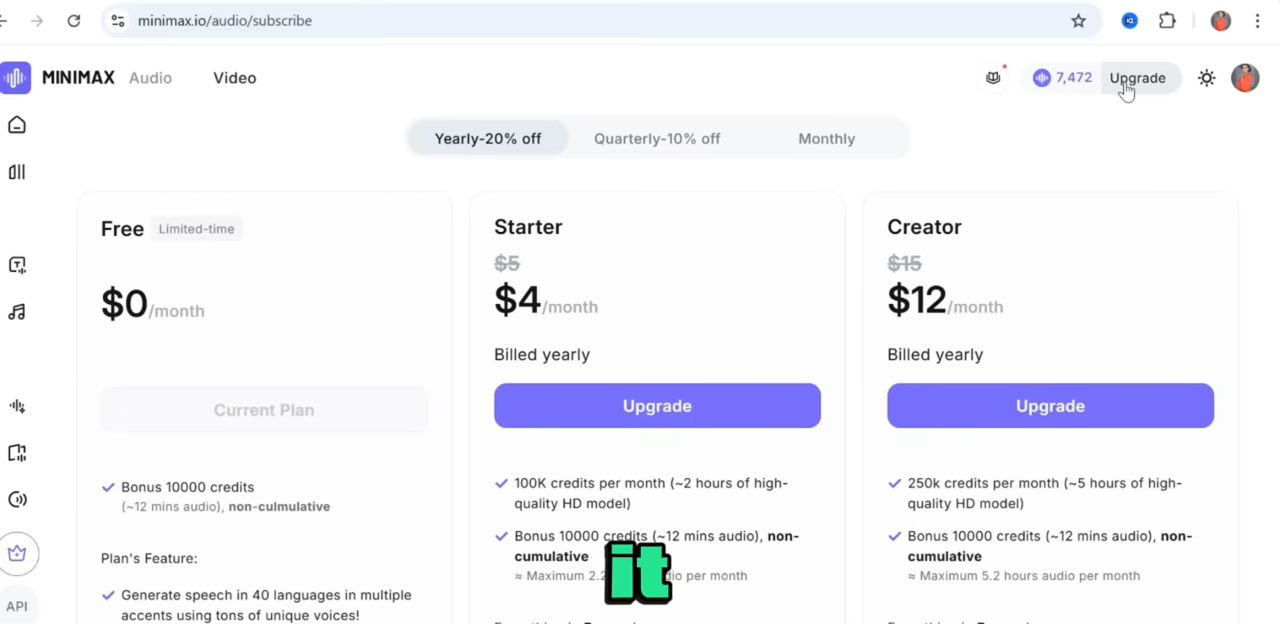 minimax.io/audio/subscribe
MINIMAX Audio Video
7,472 Upgrade
Yearly-20% off Quarterly-10% off Monthly
Free Limited-time
$0/month
Current Plan
Bonus 10000 credits
(~12 mins audio), non-culmulative
Plan's Feature:
Generate speech in 40 languages in multiple
accents using tons of unique voices!
Starter
$5
$4/month
Billed yearly
Upgrade
100K credits per month (~2 hours of high-
quality HD model)
Bonus 10000 credits (~12 mins audio), non-
cumulative
≈ Maximum 2.2 per month
Creator
$15
$12/month
Billed yearly
Upgrade
250k credits per month (~5 hours of high-
quality HD model)
Bonus 10000 credits (~12 mins audio), non-
cumulative
≈ Maximum 5.2 hours audio per month
API
it